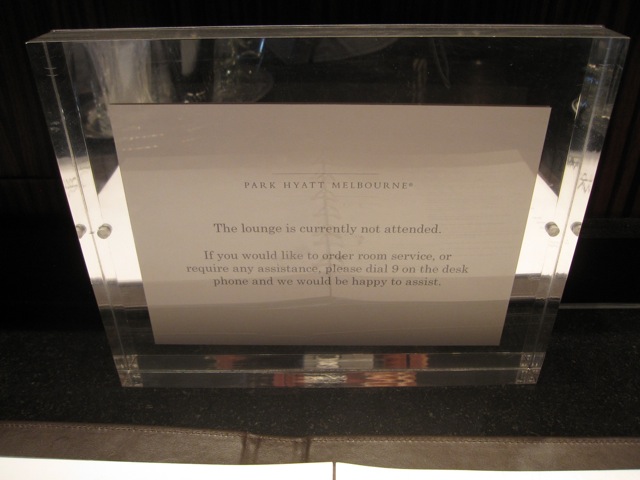 PARK HYATT MELBOURNE®
The lounge is currently not attended.
If you would like to order room service, or
require any assistance, please dial 9 on the desk
phone and we would be happy to assist.